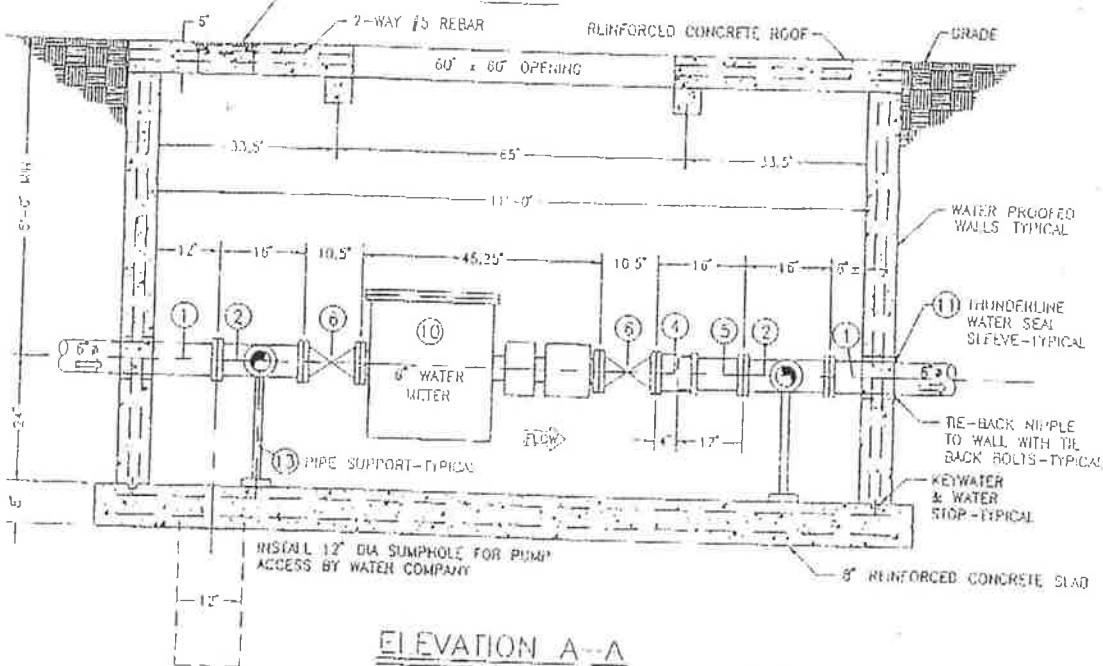 5"
2-WAY #5 REBAR
REINFORCED CONCRETE ROOF
GRADE
60" x 60" OPENING
33.5"
65"
33.5"
11'-0"
WATER PROOFED
WALLS TYPICAL
12"
16"
10.5"
45.25"
10.5"
16"
16"
6"±
1
2
6
10
6
4
5
2
1
11
THUNDERLINE
WATER SEAL
SLEEVE-TYPICAL
6"ø
6" WATER
METER
6"ø
24"
FLOW
4"
12"
TIE-BACK NIPPLE
TO WALL WITH TIE
BACK BOLTS-TYPICAL
13
PIPE SUPPORT-TYPICAL
KEYWATER
& WATER
STOP-TYPICAL
INSTALL 12" DIA SUMPHOLE FOR PUMP
ACCESS BY WATER COMPANY
8" REINFORCED CONCRETE SLAB
12"
ELEVATION A-A